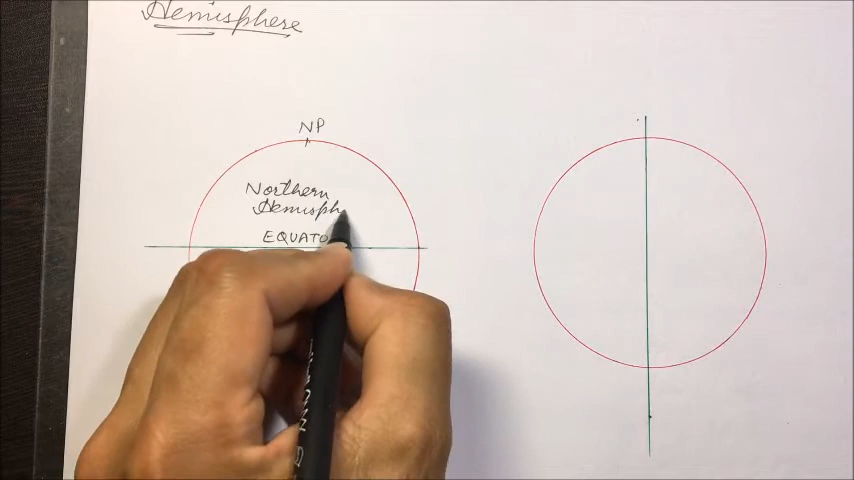 Hemisphere
NP
Northern
Hemisph
EQUATO